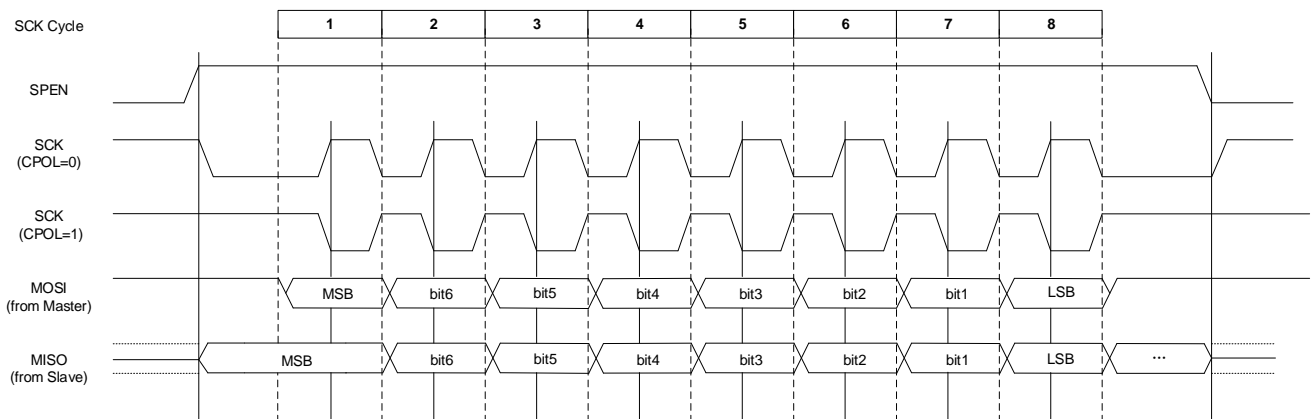 SCK Cycle 1 2 3 4 5 6 7 8
SPEN
SCK
(CPOL=0)
SCK
(CPOL=1)
MOSI
(from Master)
MSB bit6 bit5 bit4 bit3 bit2 bit1 LSB
MISO
(from Slave)
MSB bit6 bit5 bit4 bit3 bit2 bit1 LSB ...